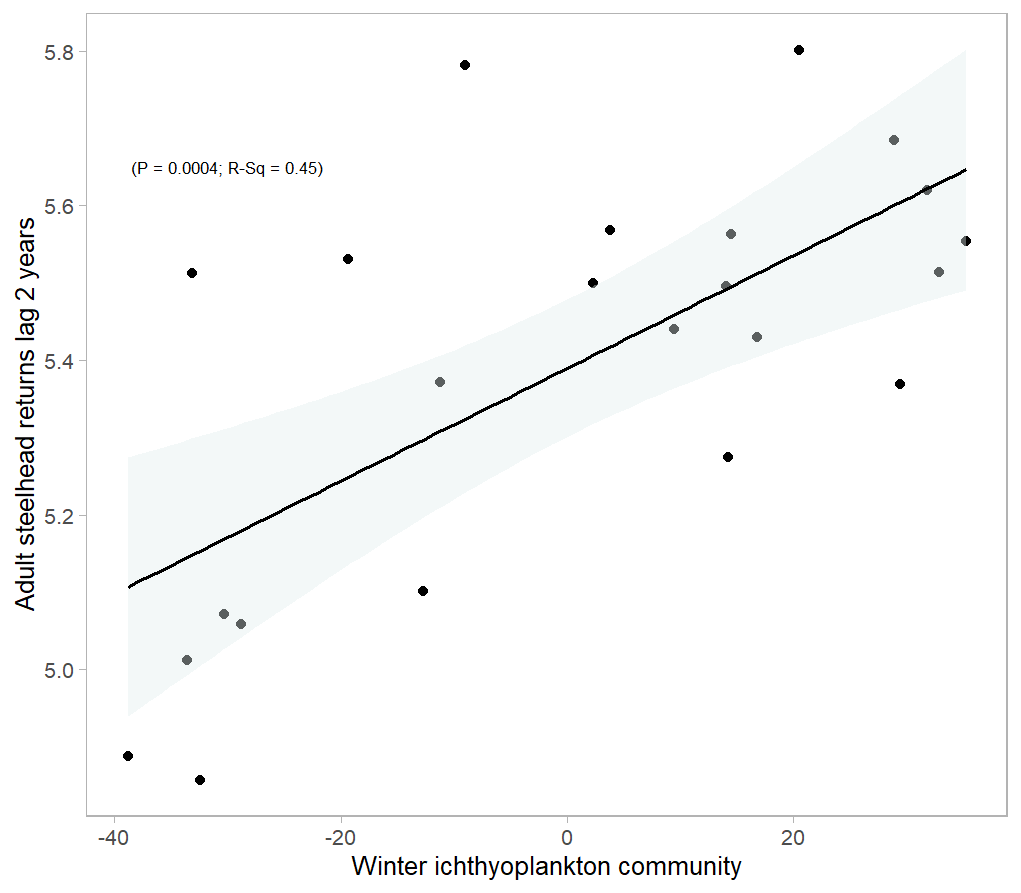 5.8
(P = 0.0004; R-Sq = 0.45)
5.6
5.4
5.2
5.0
Adult steelhead returns lag 2 years
-40 -20 0 20
Winter ichthyoplankton community